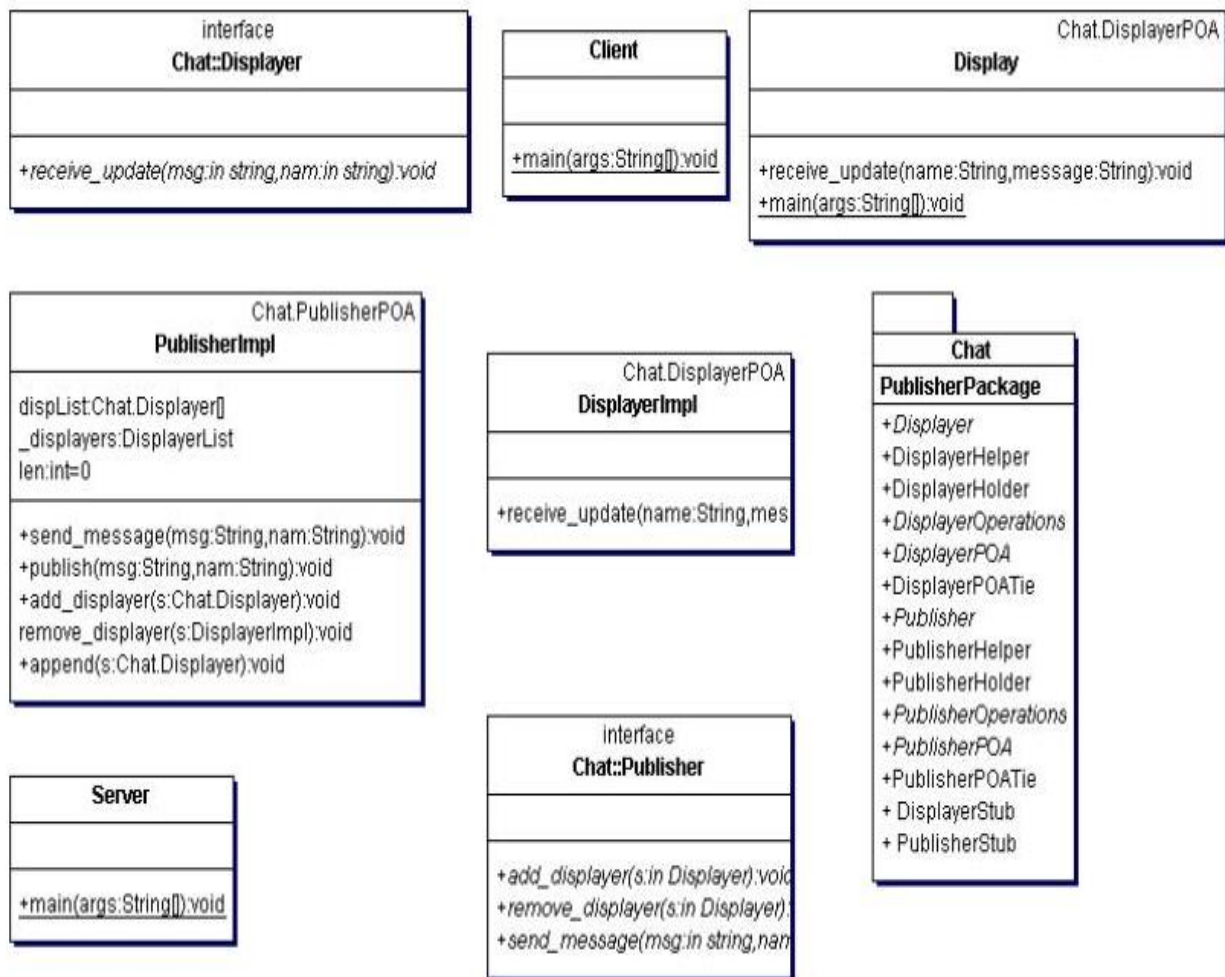 interface
Chat::Displayer
+receive_update(msg:in string,nam:in string):void
Client
+main(args:String[]):void
Chat.DisplayerPOA
Display
+receive_update(name:String,message:String):void
+main(args:String[]):void
Chat.PublisherPOA
PublisherImpl
dispList:Chat.Displayer[]
_displayers:DisplayerList
len:int=0
+send_message(msg:String,nam:String):void
+publish(msg:String,nam:String):void
+add_displayer(s:Chat.Displayer):void
remove_displayer(s:DisplayerImpl):void
+append(s:Chat.Displayer):void
Chat.DisplayerPOA
DisplayerImpl
+receive_update(name:String,mes
Chat
PublisherPackage
+Displayer
+DisplayerHelper
+DisplayerHolder
+DisplayerOperations
+DisplayerPOA
+DisplayerPOATie
+Publisher
+PublisherHelper
+PublisherHolder
+PublisherOperations
+PublisherPOA
+PublisherPOATie
+ DisplayerStub
+ PublisherStub
Server
+main(args:String[]):void
interface
Chat::Publisher
+add_displayer(s:in Displayer):void
+remove_displayer(s:in Displayer):
+send_message(msg:in string,nam